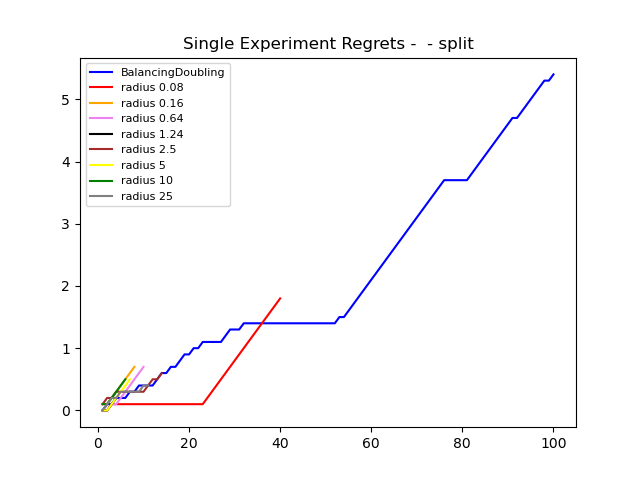 Single Experiment Regrets -  - split
BalancingDoubling
radius 0.08
radius 0.16
radius 0.64
radius 1.24
radius 2.5
radius 5
radius 10
radius 25
5
4
3
2
1
0
0 20 40 60 80 100